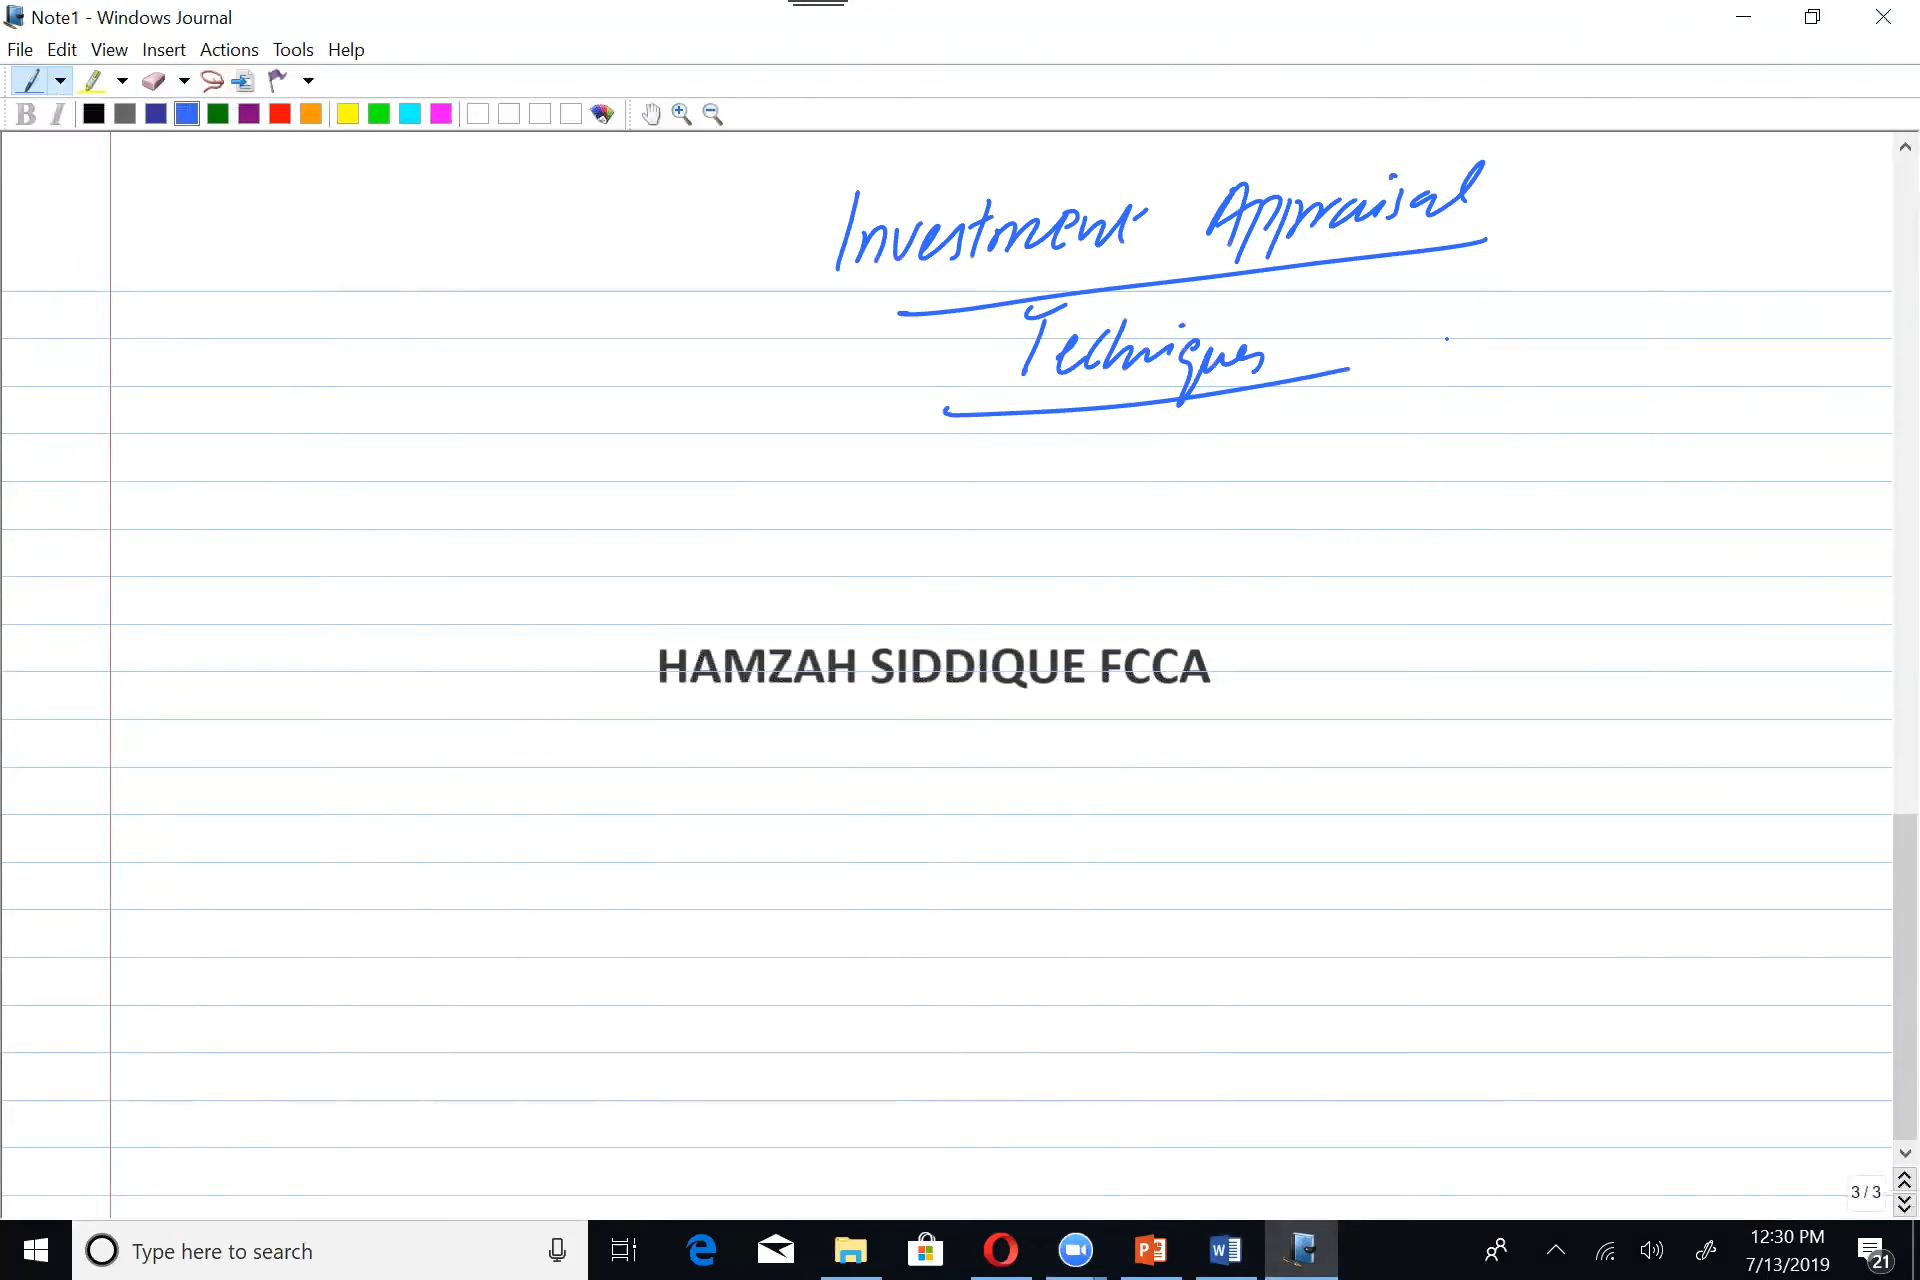 Note1 - Windows Journal
File Edit View Insert Actions Tools Help
B I
Investment Appraisal
Techniques
HAMZAH SIDDIQUE FCCA
3 / 3
Type here to search
12:30 PM
7/13/2019
21